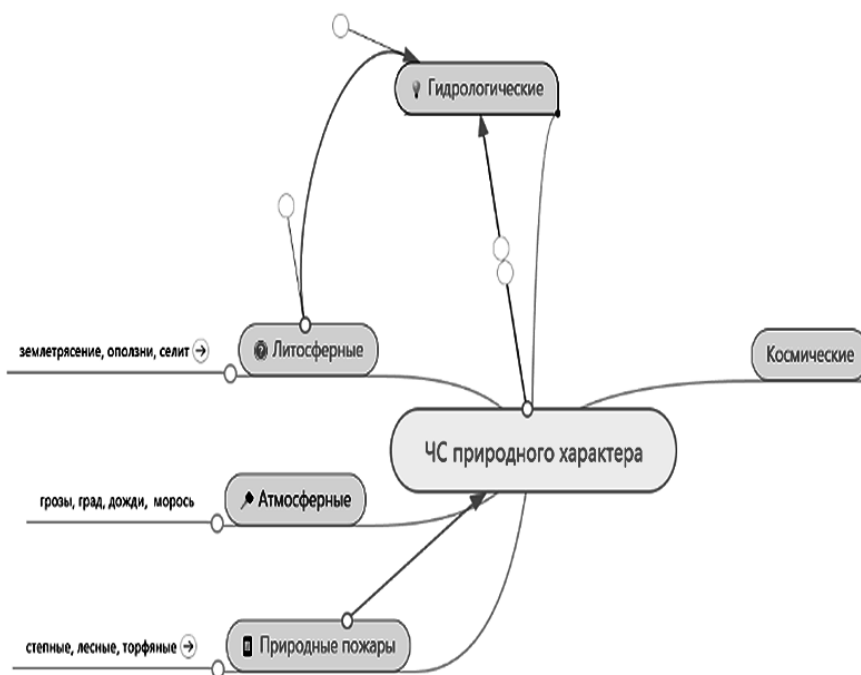 Гидрологические
землетрясение, оползни, селит
Литосферные
Космические
ЧС природного характера
грозы, град, дожди, морось
Атмосферные
степные, лесные, торфяные
Природные пожары